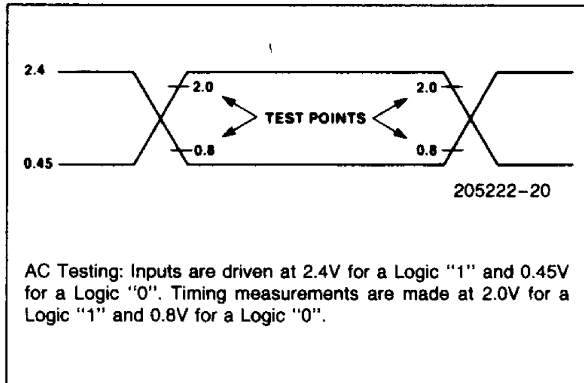 2.4
2.0
TEST POINTS
2.0
0.8
0.8
0.45
205222-20
AC Testing: Inputs are driven at 2.4V for a Logic "1" and 0.45V
for a Logic "0". Timing measurements are made at 2.0V for a
Logic "1" and 0.8V for a Logic "0".